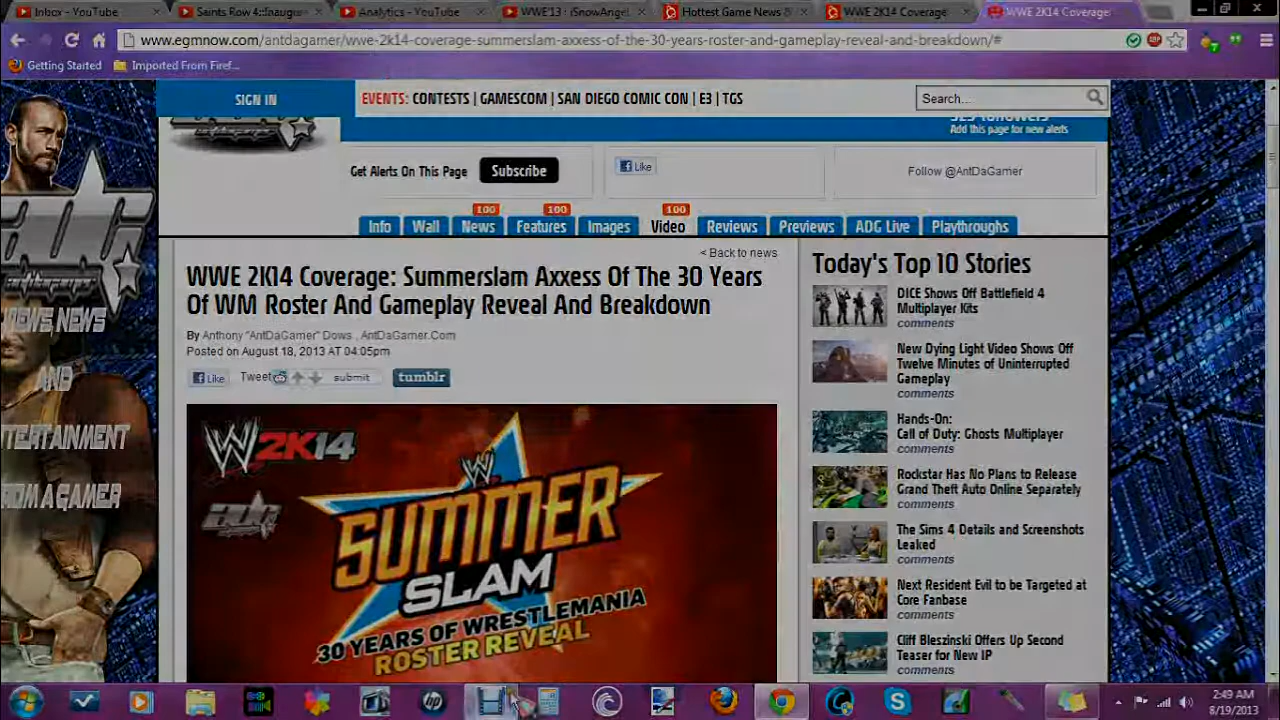 Inbox - YouTube
Saints Row 4::Inaugur
Analytics - YouTube
WWE'13 : iSnowAngel
Hottest Game News &
WWE 2K14 Coverage
WWE 2K14 Coverage:
www.egmnow.com/antdagamer/wwe-2k14-coverage-summerslam-axxess-of-the-30-years-roster-and-gameplay-reveal-and-breakdown/#
Getting Started
Imported From Firef...
SIGN IN
EVENTS: CONTESTS | GAMESCOM | SAN DIEGO COMIC CON | E3 | TGS
Search...
Add this page for new alerts
Get Alerts On This Page
Subscribe
Like
Follow @AntDaGamer
100
100
100
Info
Wall
News
Features
Images
Video
Reviews
Previews
ADG Live
Playthroughs
< Back to news
WWE 2K14 Coverage: Summerslam Axxess Of The 30 Years
Of WM Roster And Gameplay Reveal And Breakdown
By Anthony "AntDaGamer" Dows , AntDaGamer.Com
Posted on August 18, 2013 AT 04:05pm
Like
Tweet
submit
tumblr
W 2K14
adg
SUMMER
SLAM
30 YEARS OF WRESTLEMANIA
ROSTER REVEAL
Today's Top 10 Stories
DICE Shows Off Battlefield 4
Multiplayer Kits
comments
New Dying Light Video Shows Off
Twelve Minutes of Uninterrupted
Gameplay
comments
Hands-On:
Call of Duty: Ghosts Multiplayer
comments
Rockstar Has No Plans to Release
Grand Theft Auto Online Separately
comments
The Sims 4 Details and Screenshots
Leaked
comments
Next Resident Evil to be Targeted at
Core Fanbase
comments
Cliff Bleszinski Offers Up Second
Teaser for New IP
comments
NEWS, NEWS
AND
TERTAINMENT
OM A GAMER
hp
2:49 AM
8/19/2013